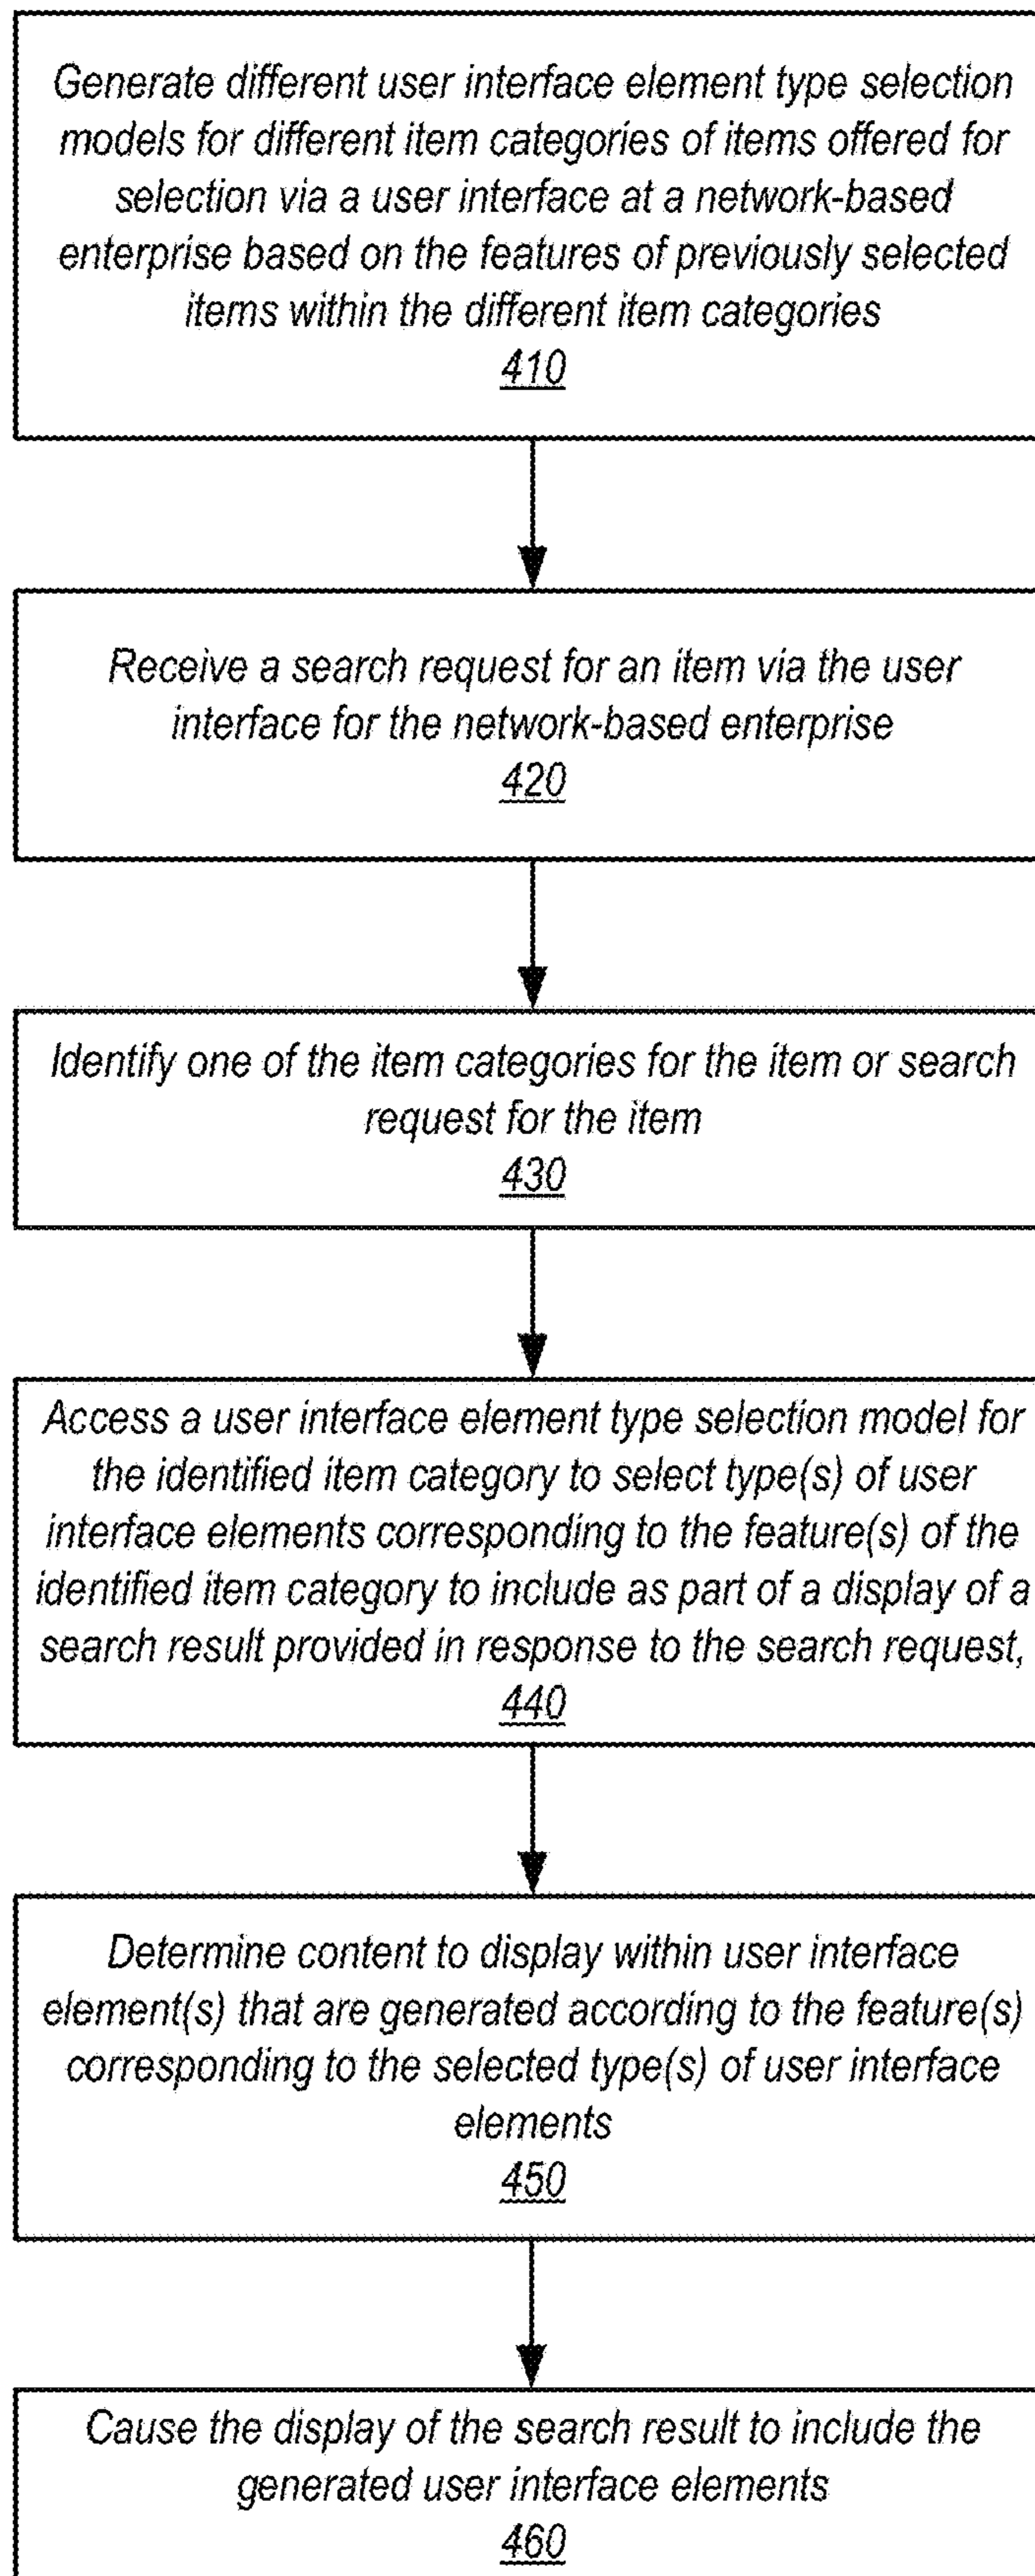 Generate different user interface element type selection
models for different item categories of items offered for
selection via a user interface at a network-based
enterprise based on the features of previously selected
items within the different item categories
410
Receive a search request for an item via the user
interface for the network-based enterprise
420
Identify one of the item categories for the item or search
request for the item
430
Access a user interface element type selection model for
the identified item category to select type(s) of user
interface elements corresponding to the feature(s) of the
identified item category to include as part of a display of a
search result provided in response to the search request,
440
Determine content to display within user interface
element(s) that are generated according to the feature(s)
corresponding to the selected type(s) of user interface
elements
450
Cause the display of the search result to include the
generated user interface elements
460